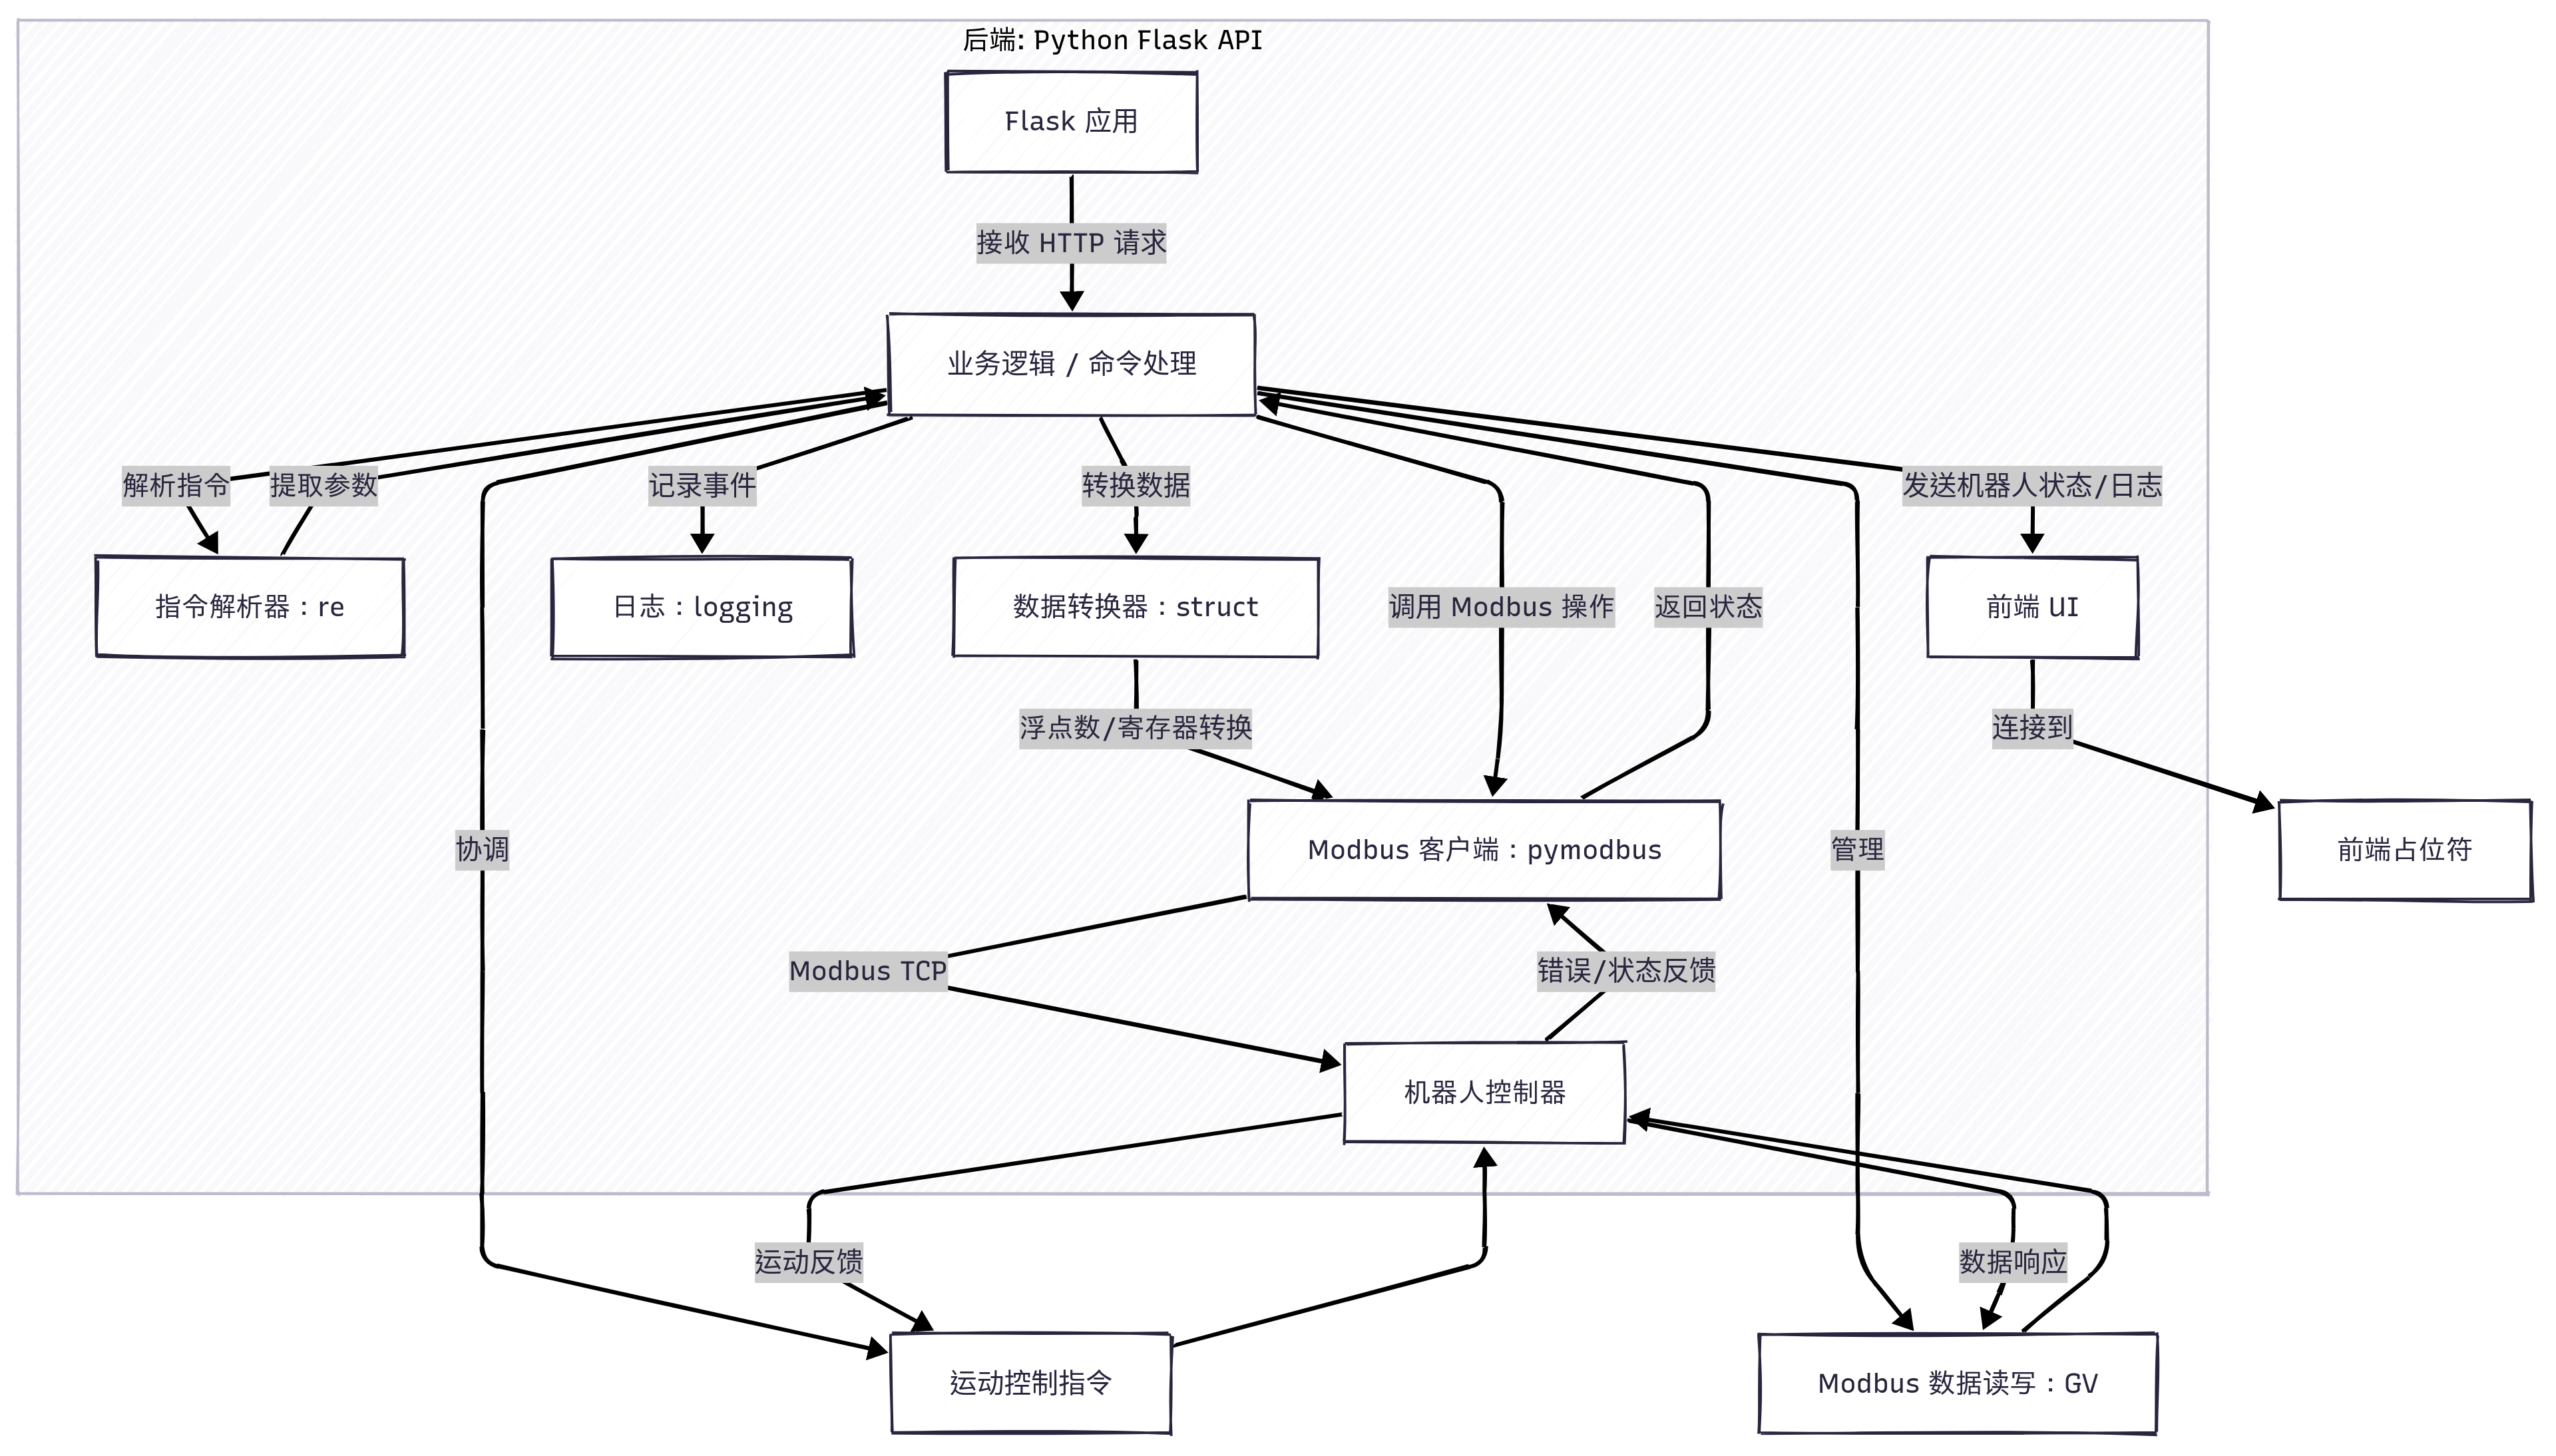 后端: Python Flask API
Flask 应用
接收 HTTP 请求
业务逻辑 / 命令处理
解析指令
提取参数
记录事件
转换数据
发送机器人状态/日志
指令解析器：re
日志：logging
数据转换器：struct
调用 Modbus 操作
返回状态
前端 UI
浮点数/寄存器转换
连接到
协调
Modbus 客户端：pymodbus
管理
前端占位符
Modbus TCP
错误/状态反馈
机器人控制器
运动反馈
数据响应
运动控制指令
Modbus 数据读写：GV